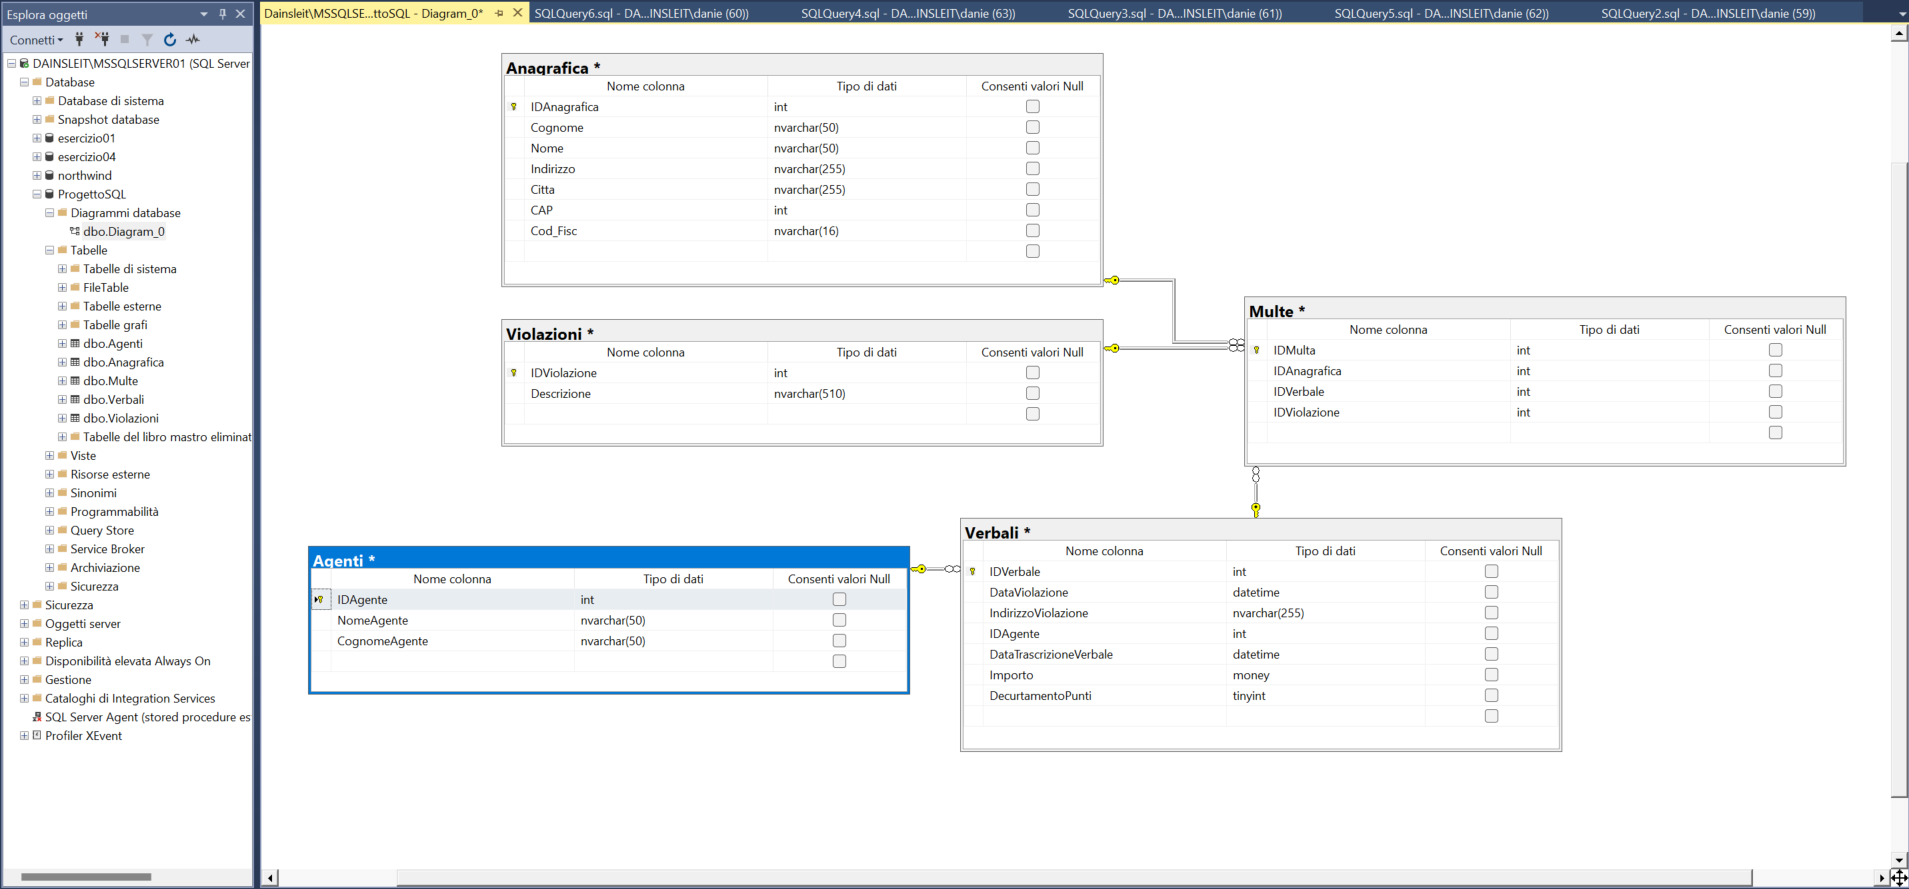 Esplora oggetti
Connetti
DAINSLEIT\MSSQLSERVER01 (SQL Server
Database
Database di sistema
Snapshot database
esercizio01
esercizio04
northwind
ProgettoSQL
Diagrammi database
dbo.Diagram_0
Tabelle
Tabelle di sistema
FileTable
Tabelle esterne
Tabelle grafi
dbo.Agenti
dbo.Anagrafica
dbo.Multe
dbo.Verbali
dbo.Violazioni
Tabelle del libro mastro eliminat
Viste
Risorse esterne
Sinonimi
Programmabilità
Query Store
Service Broker
Archiviazione
Sicurezza
Sicurezza
Oggetti server
Replica
Disponibilità elevata Always On
Gestione
Cataloghi di Integration Services
SQL Server Agent (stored procedure es
Profiler XEvent
Dainsleit\MSSQLSE...ttoSQL - Diagram_0*
SQLQuery6.sql - DA...INSLEIT\danie (60))
SQLQuery4.sql - DA...INSLEIT\danie (63))
SQLQuery3.sql - DA...INSLEIT\danie (61))
SQLQuery5.sql - DA...INSLEIT\danie (62))
SQLQuery2.sql - DA...INSLEIT\danie (59))
Anagrafica *
Nome colonna Tipo di dati Consenti valori Null
IDAnagrafica int
Cognome nvarchar(50)
Nome nvarchar(50)
Indirizzo nvarchar(255)
Citta nvarchar(255)
CAP int
Cod_Fisc nvarchar(16)
Violazioni *
Nome colonna Tipo di dati Consenti valori Null
IDViolazione int
Descrizione nvarchar(510)
Multe *
Nome colonna Tipo di dati Consenti valori Null
IDMulta int
IDAnagrafica int
IDVerbale int
IDViolazione int
Agenti *
Nome colonna Tipo di dati Consenti valori Null
IDAgente int
NomeAgente nvarchar(50)
CognomeAgente nvarchar(50)
Verbali *
Nome colonna Tipo di dati Consenti valori Null
IDVerbale int
DataViolazione datetime
IndirizzoViolazione nvarchar(255)
IDAgente int
DataTrascrizioneVerbale datetime
Importo money
DecurtamentoPunti tinyint